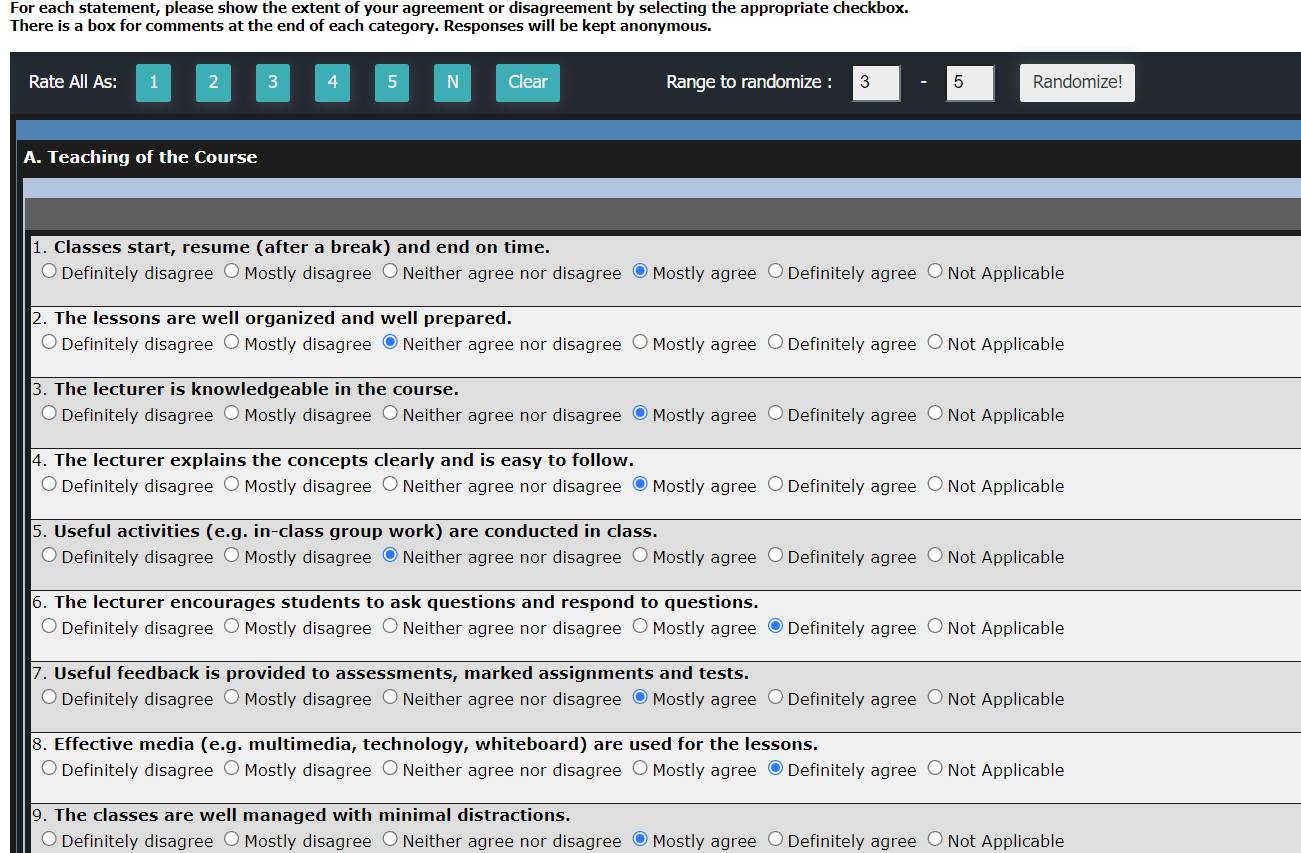 For each statement, please show the extent of your agreement or disagreement by selecting the appropriate checkbox.
There is a box for comments at the end of each category. Responses will be kept anonymous.
Rate All As: 1 2 3 4 5 N Clear Range to randomize : 3 - 5 Randomize!
A. Teaching of the Course
1. Classes start, resume (after a break) and end on time.
Definitely disagree Mostly disagree Neither agree nor disagree Mostly agree Definitely agree Not Applicable
2. The lessons are well organized and well prepared.
Definitely disagree Mostly disagree Neither agree nor disagree Mostly agree Definitely agree Not Applicable
3. The lecturer is knowledgeable in the course.
Definitely disagree Mostly disagree Neither agree nor disagree Mostly agree Definitely agree Not Applicable
4. The lecturer explains the concepts clearly and is easy to follow.
Definitely disagree Mostly disagree Neither agree nor disagree Mostly agree Definitely agree Not Applicable
5. Useful activities (e.g. in-class group work) are conducted in class.
Definitely disagree Mostly disagree Neither agree nor disagree Mostly agree Definitely agree Not Applicable
6. The lecturer encourages students to ask questions and respond to questions.
Definitely disagree Mostly disagree Neither agree nor disagree Mostly agree Definitely agree Not Applicable
7. Useful feedback is provided to assessments, marked assignments and tests.
Definitely disagree Mostly disagree Neither agree nor disagree Mostly agree Definitely agree Not Applicable
8. Effective media (e.g. multimedia, technology, whiteboard) are used for the lessons.
Definitely disagree Mostly disagree Neither agree nor disagree Mostly agree Definitely agree Not Applicable
9. The classes are well managed with minimal distractions.
Definitely disagree Mostly disagree Neither agree nor disagree Mostly agree Definitely agree Not Applicable